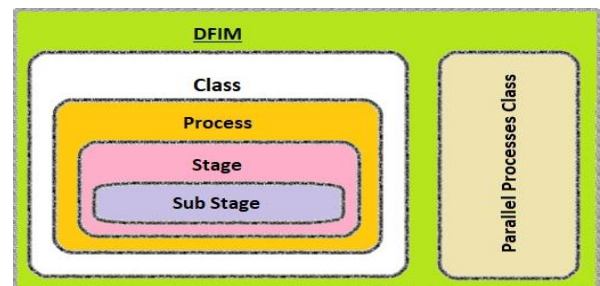 DFIM
Class
Process
Stage
Sub Stage
Parallel Processes Class